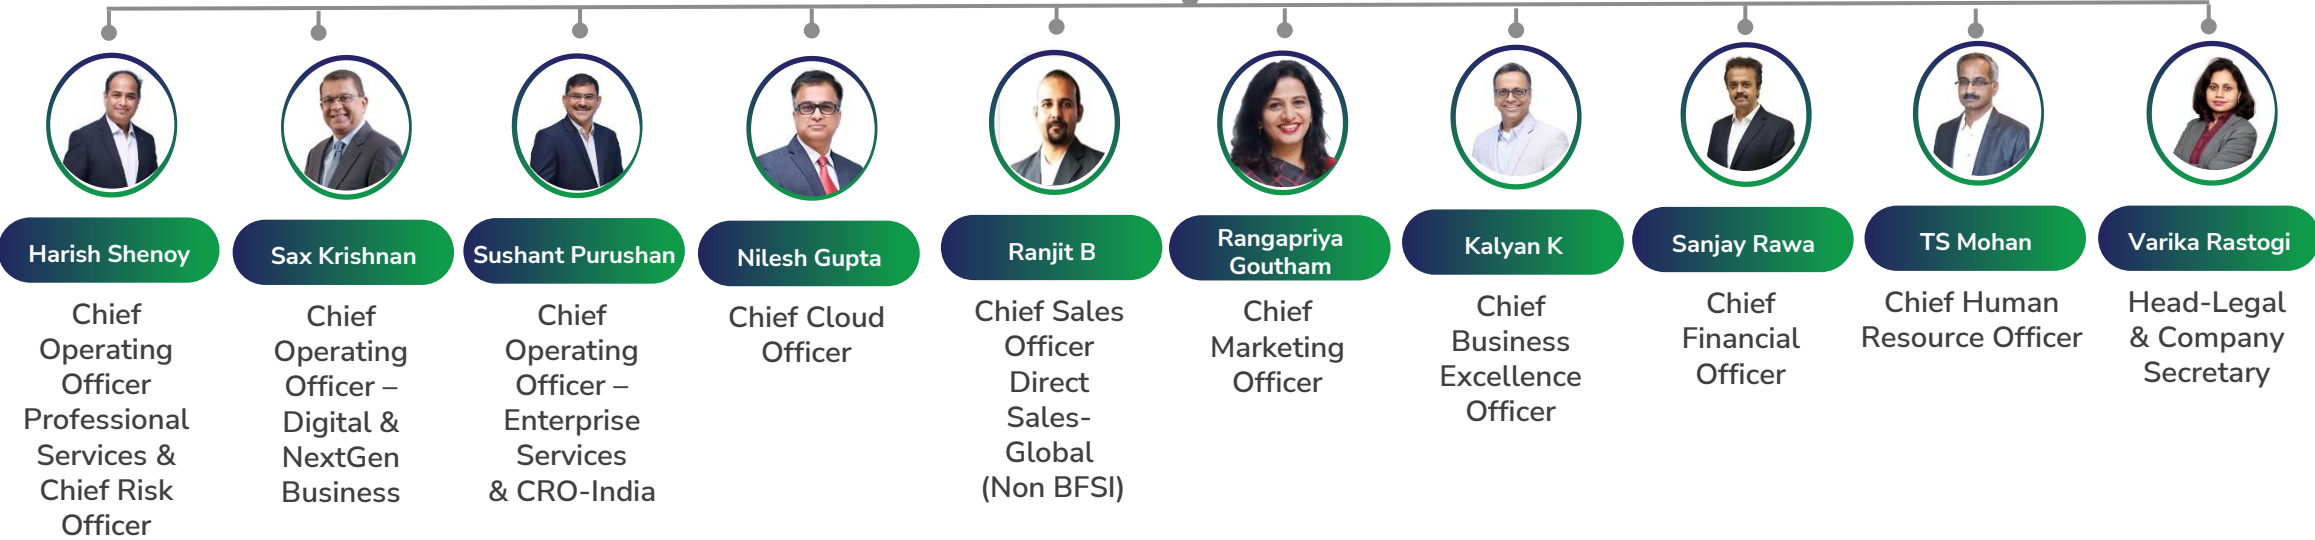 Harish Shenoy
Chief
Operating
Officer
Professional
Services &
Chief Risk
Officer
Sax Krishnan
Chief
Operating
Officer –
Digital &
NextGen
Business
Sushant Purushan
Chief
Operating
Officer –
Enterprise
Services
& CRO-India
Nilesh Gupta
Chief Cloud
Officer
Ranjit B
Chief Sales
Officer
Direct
Sales-
Global
(Non BFSI)
Rangapriya
Goutham
Chief
Marketing
Officer
Kalyan K
Chief
Business
Excellence
Officer
Sanjay Rawa
Chief
Financial
Officer
TS Mohan
Chief Human
Resource Officer
Varika Rastogi
Head-Legal
& Company
Secretary